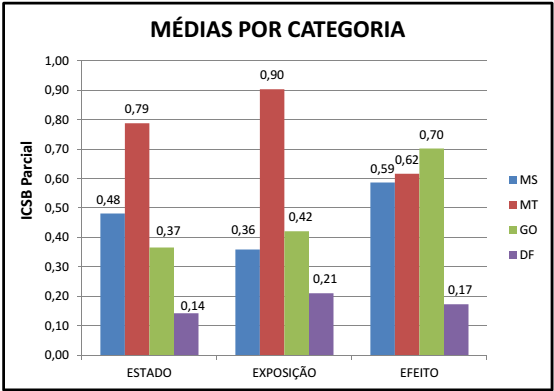 MÉDIAS POR CATEGORIA
ICSB Parcial
1,00
0,90
0,80
0,70
0,60
0,50
0,40
0,30
0,20
0,10
0,00
0,48
0,79
0,37
0,14
0,36
0,90
0,42
0,21
0,59
0,62
0,70
0,17
ESTADO
EXPOSIÇÃO
EFEITO
MS
MT
GO
DF